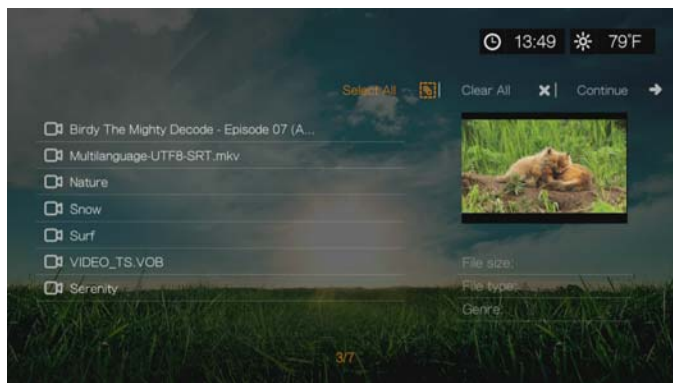 13:49 79°F
Select All Clear All Continue
Birdy The Mighty Decode - Episode 07 (A...
Multilanguage-UTF8-SRT.mkv
Nature
Snow
Surf
VIDEO_TS.VOB
Serenity
File size:
File type:
Genre:
3/7